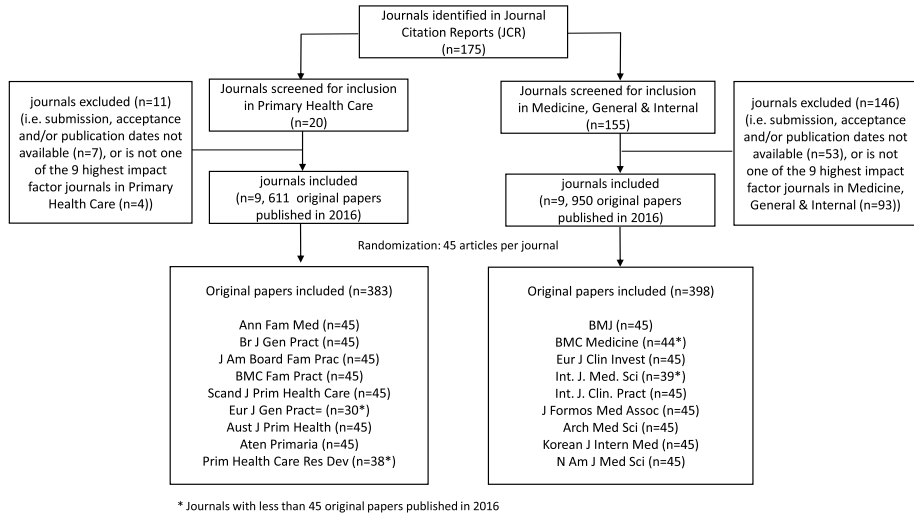 Journals identified in Journal
Citation Reports (JCR)
(n=175)
Journals screened for inclusion
in Primary Health Care
(n=20)
Journals screened for inclusion
in Medicine, General & Internal
(n=155)
journals excluded (n=11)
(i.e. submission, acceptance
and/or publication dates not
available (n=7), or is not one
of the 9 highest impact
factor journals in Primary
Health Care (n=4))
journals excluded (n=146)
(i.e. submission, acceptance
and/or publication dates not
available (n=53), or is not
one of the 9 highest impact
factor journals in Medicine,
General & Internal (n=93))
journals included
(n=9, 611 original papers
published in 2016)
journals included
(n=9, 950 original papers
published in 2016)
Randomization: 45 articles per journal
Original papers included (n=383)
Ann Fam Med (n=45)
Br J Gen Pract (n=45)
J Am Board Fam Prac (n=45)
BMC Fam Pract (n=45)
Scand J Prim Health Care (n=45)
Eur J Gen Pract= (n=30*)
Aust J Prim Health (n=45)
Aten Primaria (n=45)
Prim Health Care Res Dev (n=38*)
Original papers included (n=398)
BMJ (n=45)
BMC Medicine (n=44*)
Eur J Clin Invest (n=45)
Int. J. Med. Sci (n=39*)
Int. J. Clin. Pract (n=45)
J Formos Med Assoc (n=45)
Arch Med Sci (n=45)
Korean J Intern Med (n=45)
N Am J Med Sci (n=45)
* Journals with less than 45 original papers published in 2016